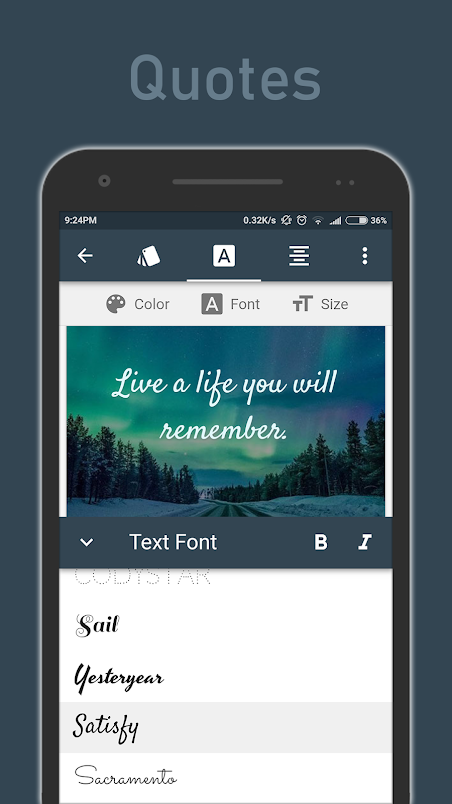 Quotes
9:24PM
0.32K/s
36%
A
Color
A
Font
TT
Size
Live a life you will
remember.
Text Font
B
I
CODYSTAR
Sail
Yesteryear
Satisfy
Sacramento